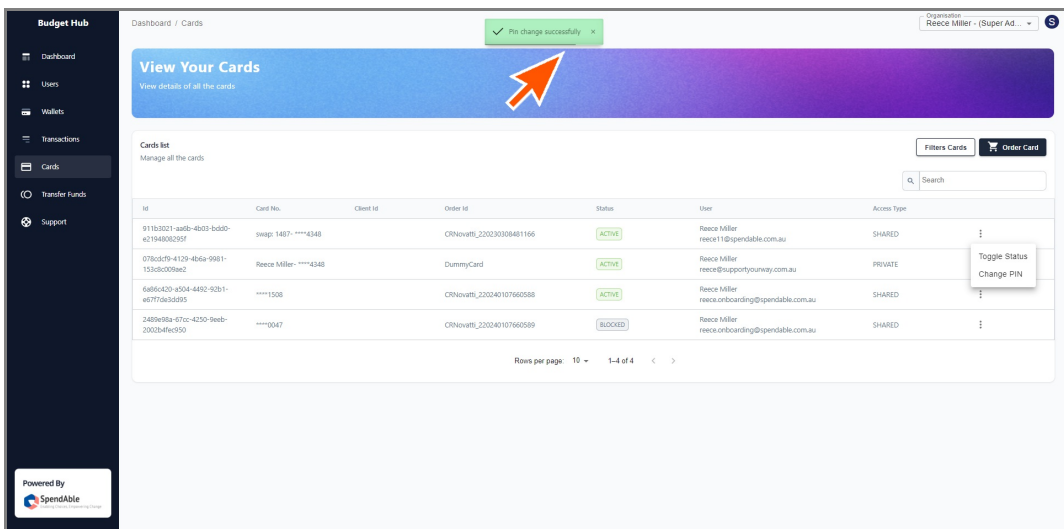 Budget Hub
Dashboard / Cards
Pin change successfully ×
Organisation
Reece Miller - (Super Ad...
S
Dashboard
Users
Wallets
Transactions
Cards
Transfer Funds
Support
View Your Cards
View details of all the cards
Cards list
Manage all the cards
Filters Cards
Order Card
Search
Id Card No. Client Id Order Id Status User Access Type
911b3021-aa6b-4b03-bdd0-
e2194808295f
swap: 1487- ****4348 CRNovatti_220230308481166 ACTIVE
Reece Miller
reece11@spendable.com.au
SHARED
078cdcf9-4129-4b6a-9981-
153c8c009ae2
Reece Miller- ****4348 DummyCard ACTIVE
Reece Miller
reece@supportyourway.com.au
PRIVATE
Toggle Status
Change PIN
6a86c420-a504-4492-92b1-
e67f7de3dd95
****1508 CRNovatti_220240107660588 ACTIVE
Reece Miller
reece.onboarding@spendable.com.au
SHARED
2489e98a-67cc-4250-9eeb-
2002b4fec950
****0047 CRNovatti_220240107660589 BLOCKED
Reece Miller
reece.onboarding@spendable.com.au
SHARED
Rows per page: 10 1–4 of 4
Powered By
SpendAble